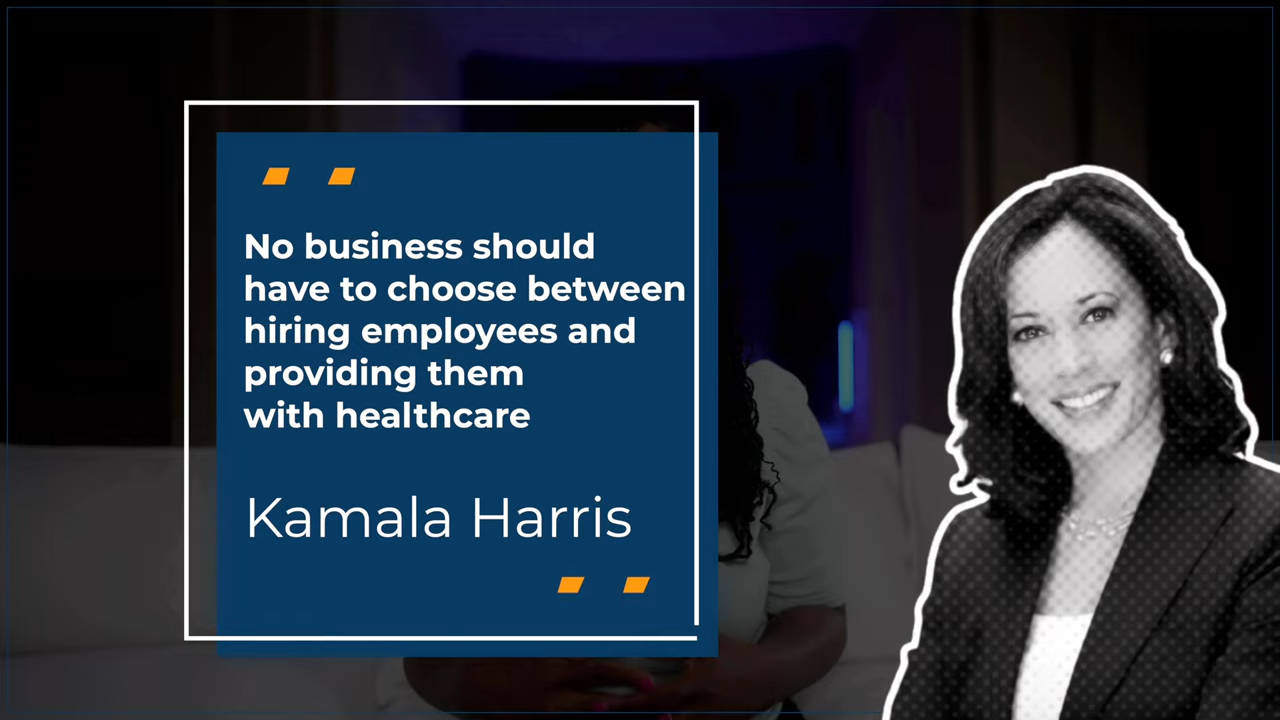 No business should
have to choose between
hiring employees and
providing them
with healthcare
Kamala Harris